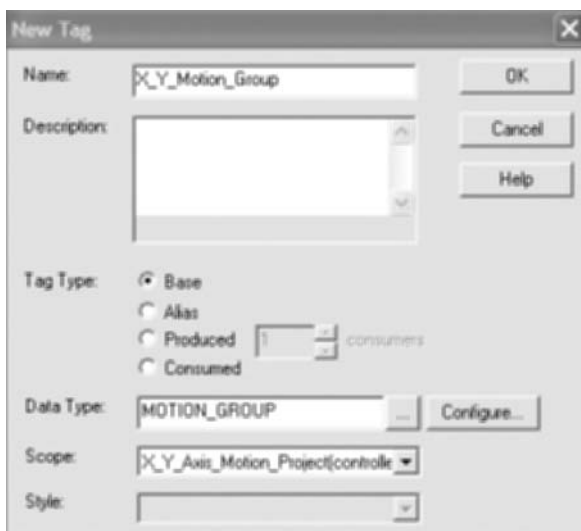 New Tag
Name:
X_Y_Motion_Group
OK
Description:
Cancel
Help
Tag Type:
Base
Alias
Produced
1
consumers
Consumed
Data Type:
MOTION_GROUP
...
Configure...
Scope:
X_Y_Axis_Motion_Project(controlle
Style: